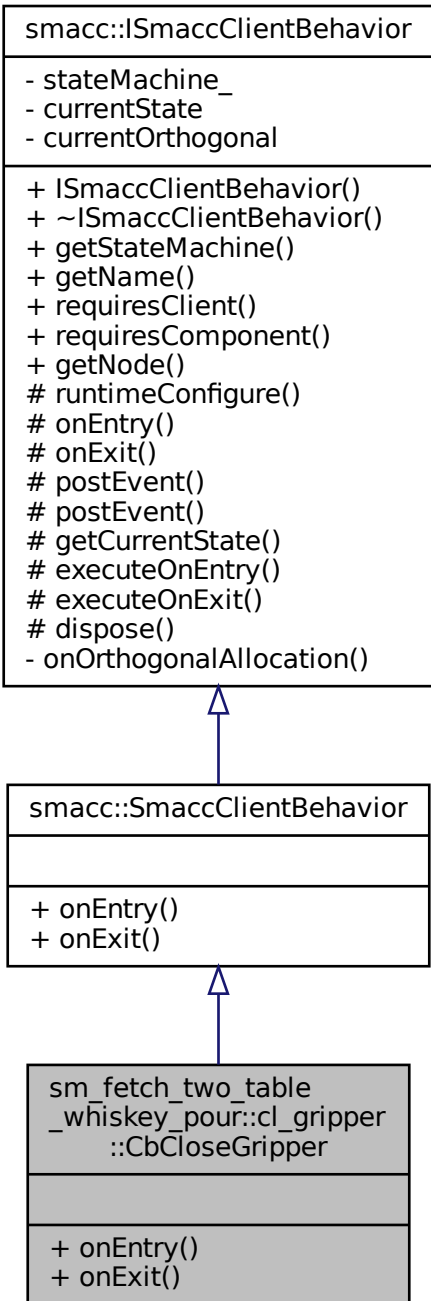 smacc::ISmaccClientBehavior
- stateMachine_
- currentState
- currentOrthogonal
+ ISmaccClientBehavior()
+ ~ISmaccClientBehavior()
+ getStateMachine()
+ getName()
+ requiresClient()
+ requiresComponent()
+ getNode()
# runtimeConfigure()
# onEntry()
# onExit()
# postEvent()
# postEvent()
# getCurrentState()
# executeOnEntry()
# executeOnExit()
# dispose()
- onOrthogonalAllocation()
smacc::SmaccClientBehavior
+ onEntry()
+ onExit()
sm_fetch_two_table
_whiskey_pour::cl_gripper
::CbCloseGripper
+ onEntry()
+ onExit()